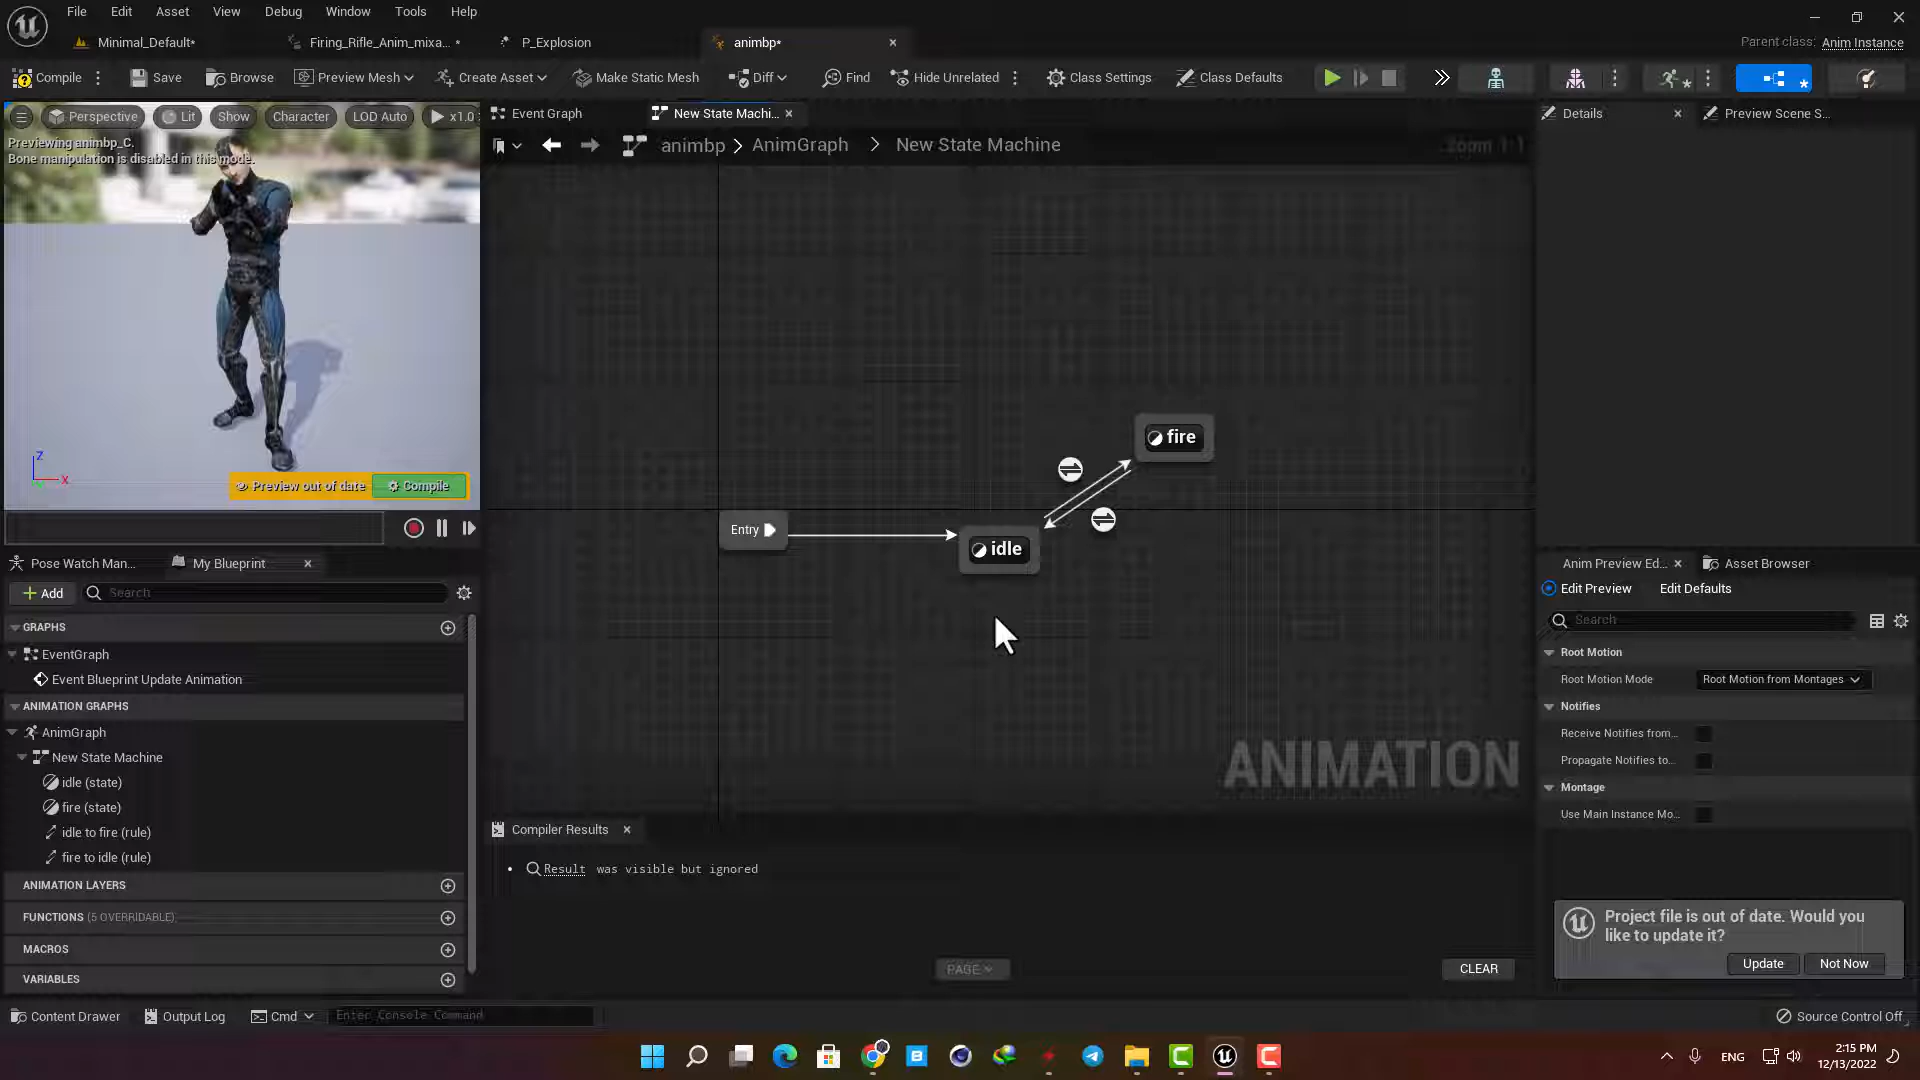 File Edit Asset View Debug Window Tools Help
Minimal_Default* Firing_Rifle_Anim_mixa... * P_Explosion animbp*
Parent class: Anim Instance
Compile Save Browse Preview Mesh Create Asset Make Static Mesh Diff Find Hide Unrelated Class Settings Class Defaults
Perspective Lit Show Character LOD Auto x1.0
Previewing animbp_C.
Bone manipulation is disabled in this mode.
Z
X
Preview out of date Compile
Event Graph New State Machi...
animbp > AnimGraph > New State Machine
Zoom 1:1
fire
Entry
idle
ANIMATION
Pose Watch Man... My Blueprint
Add Search
GRAPHS
EventGraph
Event Blueprint Update Animation
ANIMATION GRAPHS
AnimGraph
New State Machine
idle (state)
fire (state)
idle to fire (rule)
fire to idle (rule)
ANIMATION LAYERS
FUNCTIONS (5 OVERRIDABLE)
MACROS
VARIABLES
Compiler Results
Result was visible but ignored
PAGE
CLEAR
Details Preview Scene S...
Anim Preview Ed... Asset Browser
Edit Preview Edit Defaults
Search
Root Motion
Root Motion Mode Root Motion from Montages
Notifies
Receive Notifies from...
Propagate Notifies to...
Montage
Use Main Instance Mo...
Project file is out of date. Would you
like to update it?
Update Not Now
Content Drawer Output Log Cmd Enter Console Command
Source Control Off
ENG
2:15 PM
12/13/2022